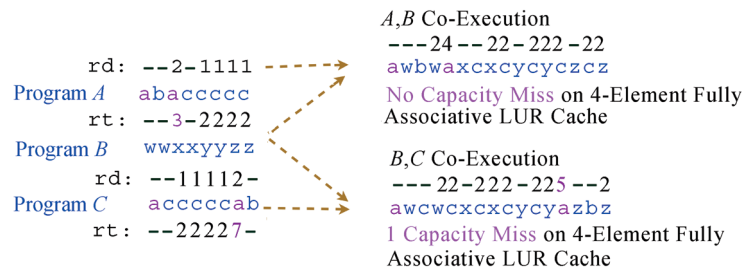 rd: --2-1111
Program A abaccccc
rt: --3-2222
Program B wwxxyyzz
rd: --11112-
Program C acccccab
rt: --22227-
A,B Co-Execution
---24--22-222-22
awbwaxcxcycyczcz
No Capacity Miss on 4-Element Fully
Associative LUR Cache
B,C Co-Execution
---22-222-225--2
awcwcxcxcycyazbz
1 Capacity Miss on 4-Element Fully
Associative LUR Cache